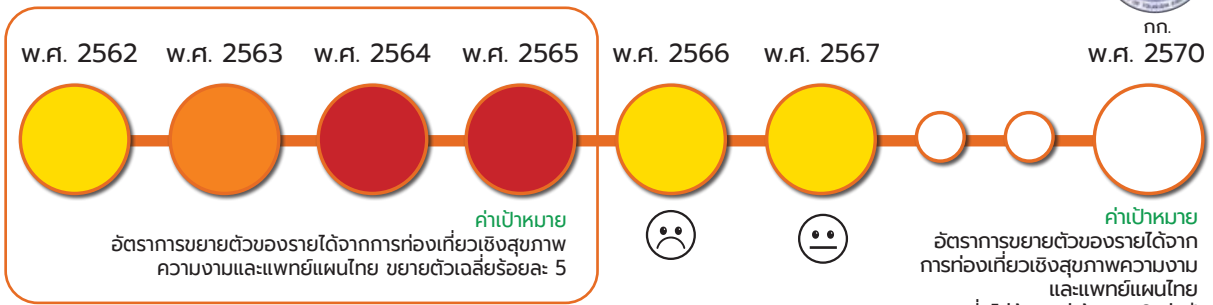 กก.
พ.ศ. 2562 พ.ศ. 2563 พ.ศ. 2564 พ.ศ. 2565 พ.ศ. 2566 พ.ศ. 2567 พ.ศ. 2570
ค่าเป้าหมาย
อัตราการขยายตัวของรายได้จากการท่องเที่ยวเชิงสุขภาพ
ความงามและแพทย์แผนไทย ขยายตัวเฉลี่ยร้อยละ 5
ค่าเป้าหมาย
อัตราการขยายตัวของรายได้จาก
การท่องเที่ยวเชิงสุขภาพความงาม
และแพทย์แผนไทย